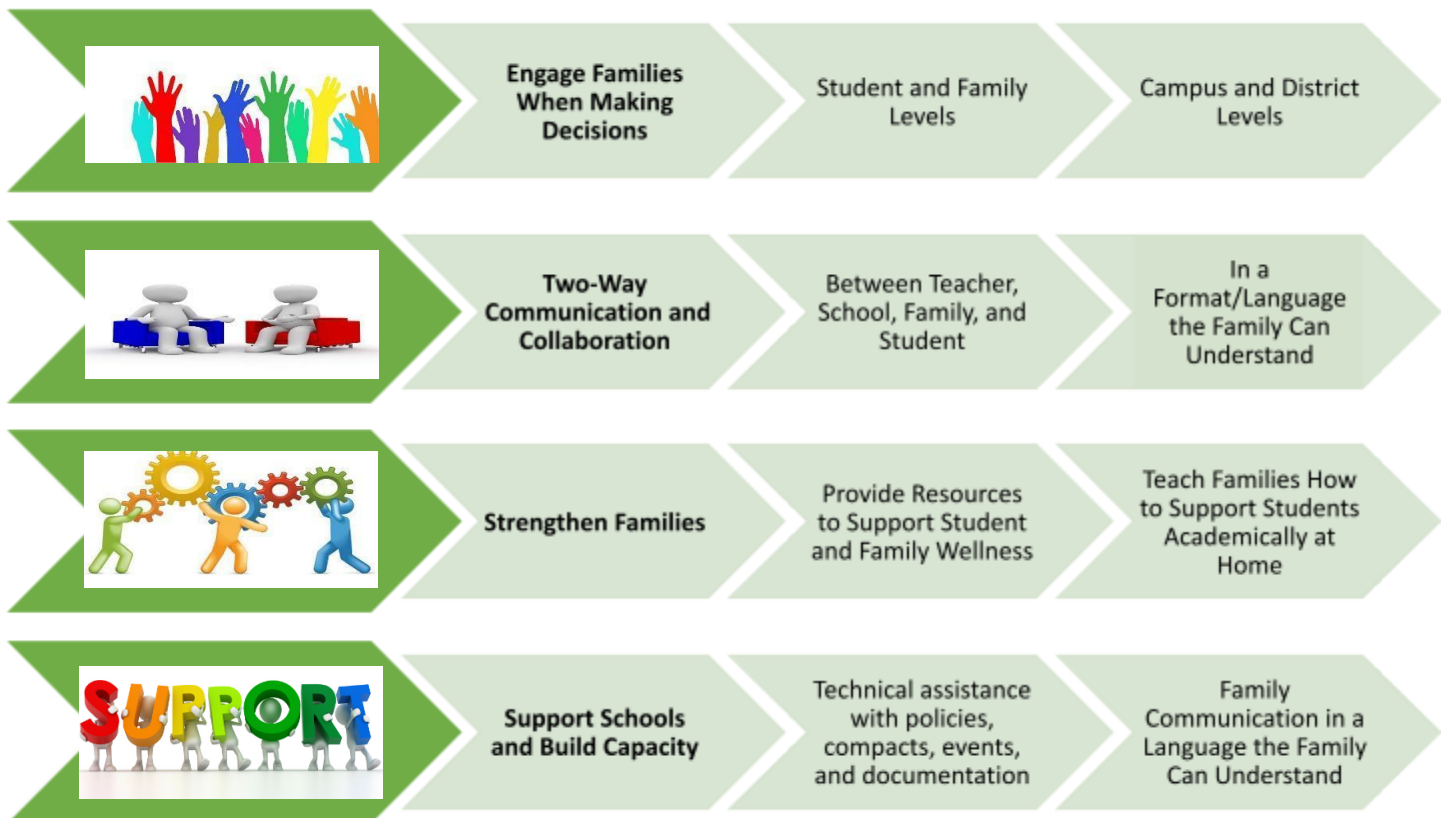 Engage Families
When Making
Decisions
Student and Family
Levels
Campus and District
Levels
Two-Way
Communication and
Collaboration
Between Teacher,
School, Family, and
Student
In a
Format/Language
the Family Can
Understand
Strengthen Families
Provide Resources
to Support Student
and Family Wellness
Teach Families How
to Support Students
Academically at
Home
SUPPORT
Support Schools
and Build Capacity
Technical assistance
with policies,
compacts, events,
and documentation
Family
Communication in a
Language the Family
Can Understand